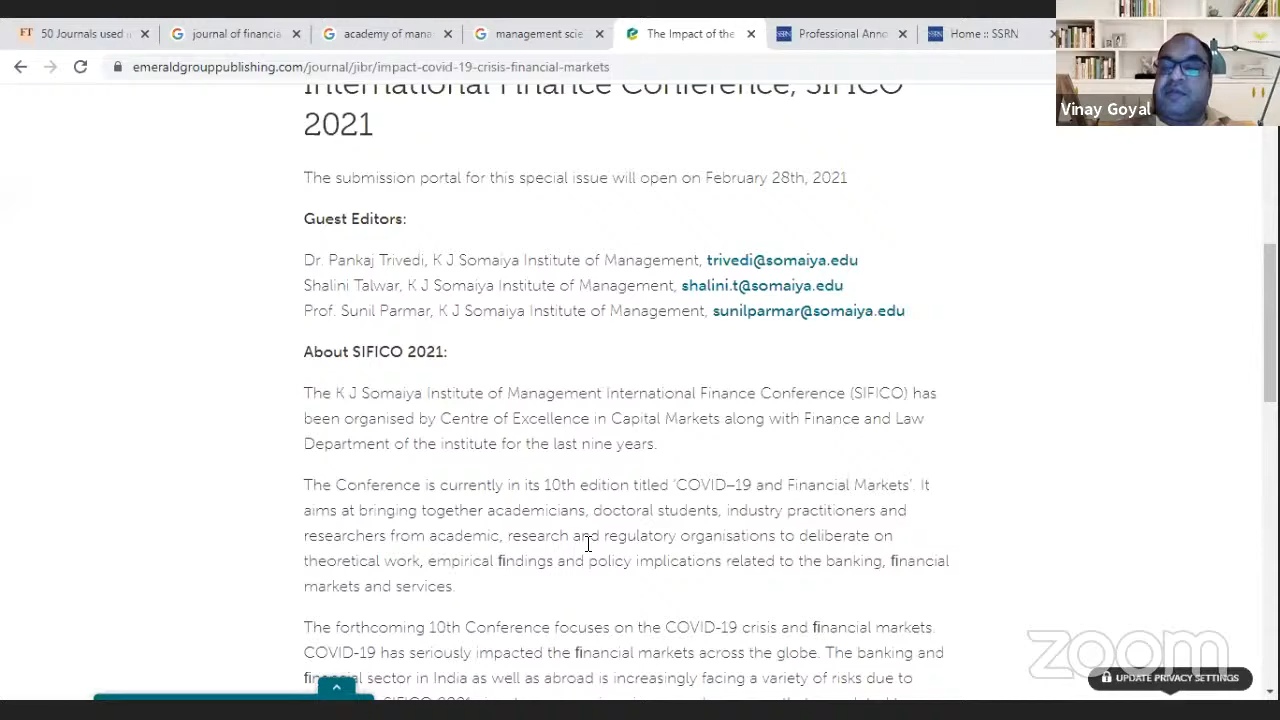 50 Journals used
journal of financia
academy of mana
management scie
The Impact of the
Professional Anno
Home :: SSRN
emeraldgrouppublishing.com/journal/jibr/impact-covid-19-crisis-financial-markets
Vinay Goyal
International Finance Conference, SIFICO
2021
The submission portal for this special issue will open on February 28th, 2021
Guest Editors:
Dr. Pankaj Trivedi, K J Somaiya Institute of Management, trivedi@somaiya.edu
Shalini Talwar, K J Somaiya Institute of Management, shalini.t@somaiya.edu
Prof. Sunil Parmar, K J Somaiya Institute of Management, sunilparmar@somaiya.edu
About SIFICO 2021:
The K J Somaiya Institute of Management International Finance Conference (SIFICO) has
been organised by Centre of Excellence in Capital Markets along with Finance and Law
Department of the institute for the last nine years.
The Conference is currently in its 10th edition titled ‘COVID–19 and Financial Markets’. It
aims at bringing together academicians, doctoral students, industry practitioners and
researchers from academic, research and regulatory organisations to deliberate on
theoretical work, empirical findings and policy implications related to the banking, financial
markets and services.
The forthcoming 10th Conference focuses on the COVID-19 crisis and financial markets.
COVID-19 has seriously impacted the financial markets across the globe. The banking and
financial sector in India as well as abroad is increasingly facing a variety of risks due to
zoom
UPDATE PRIVACY SETTINGS